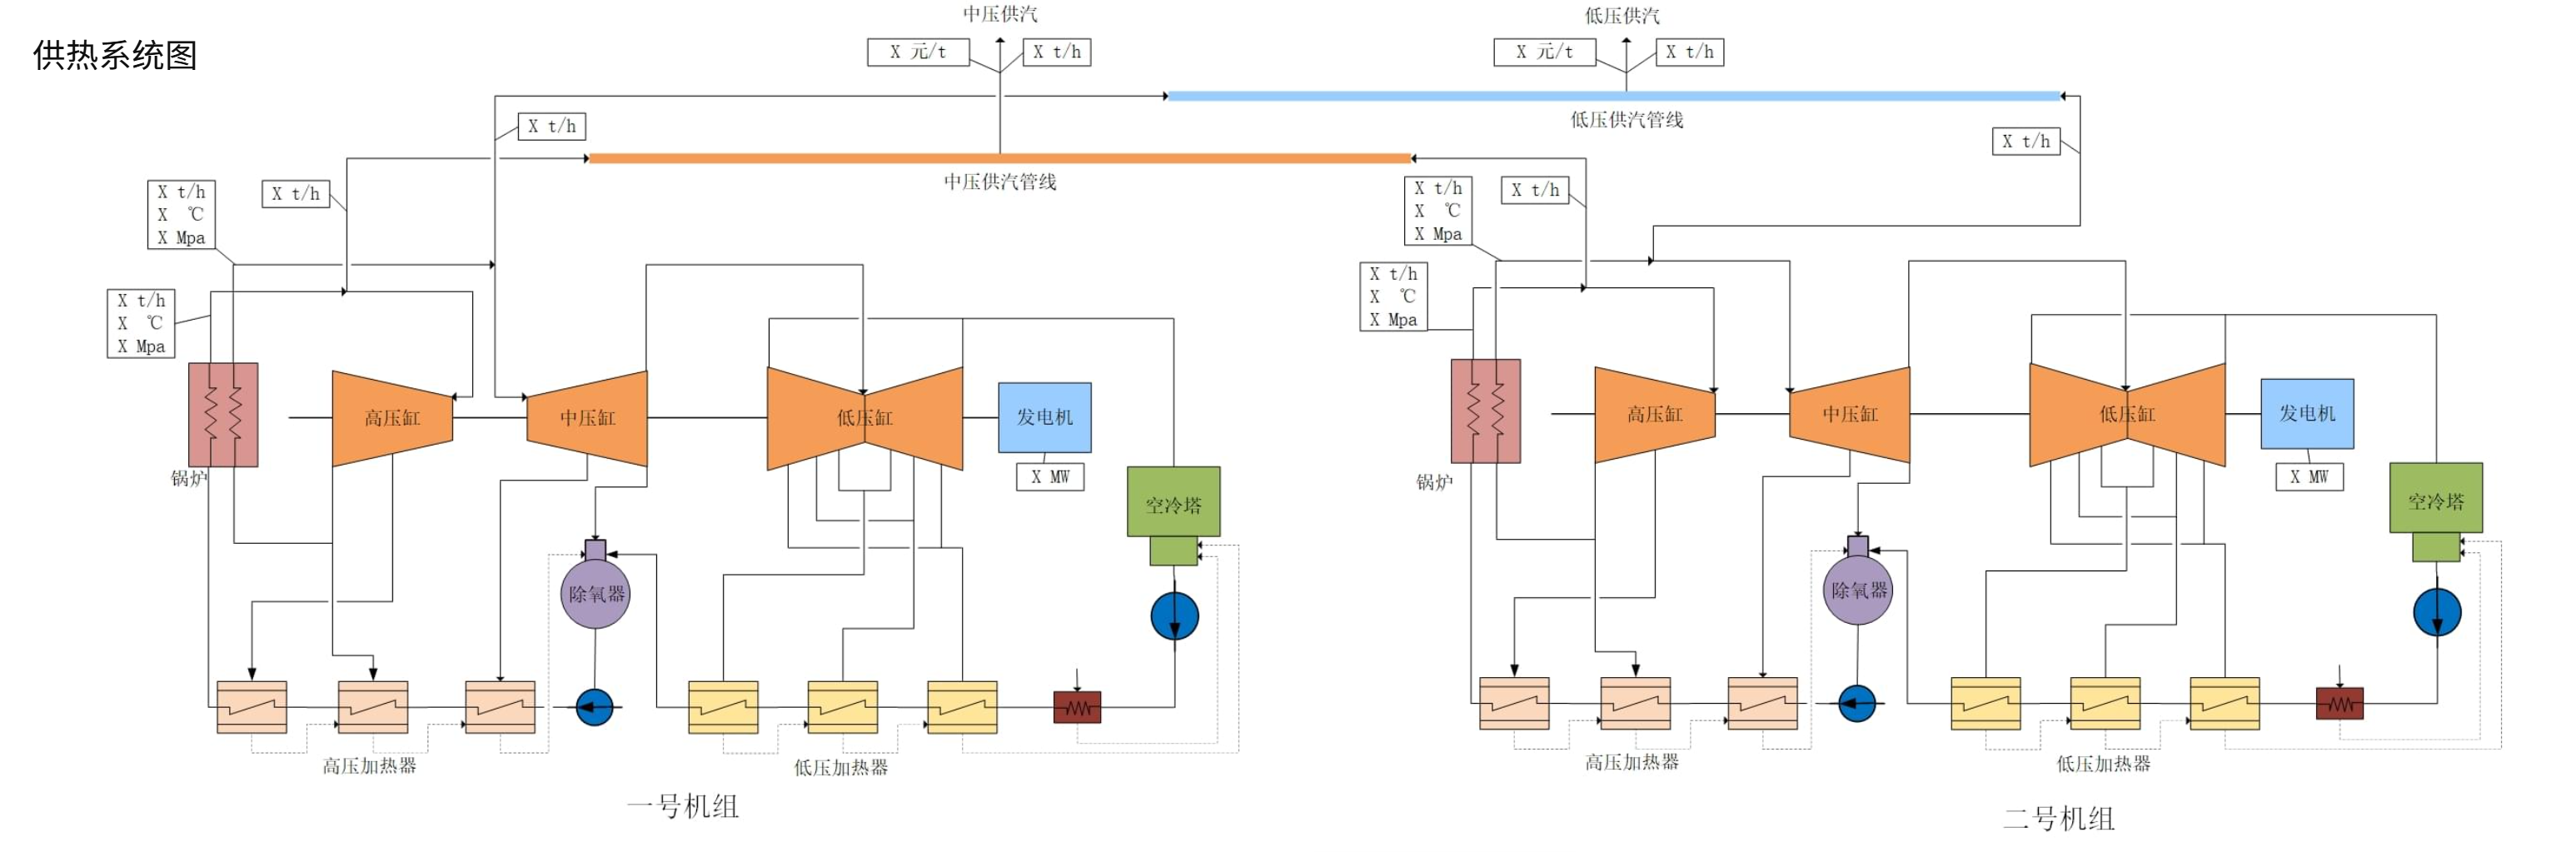 供热系统图
中压供汽
X 元/t
X t/h
低压供汽
X 元/t
X t/h
低压供汽管线
X t/h
X t/h
中压供汽管线
X t/h
X ℃
X Mpa
X t/h
X t/h
X ℃
X Mpa
锅炉
高压缸
中压缸
低压缸
发电机
X MW
空冷塔
除氧器
高压加热器
低压加热器
一号机组
X t/h
X ℃
X Mpa
X t/h
X t/h
X ℃
X Mpa
锅炉
高压缸
中压缸
低压缸
发电机
X MW
空冷塔
除氧器
高压加热器
低压加热器
二号机组